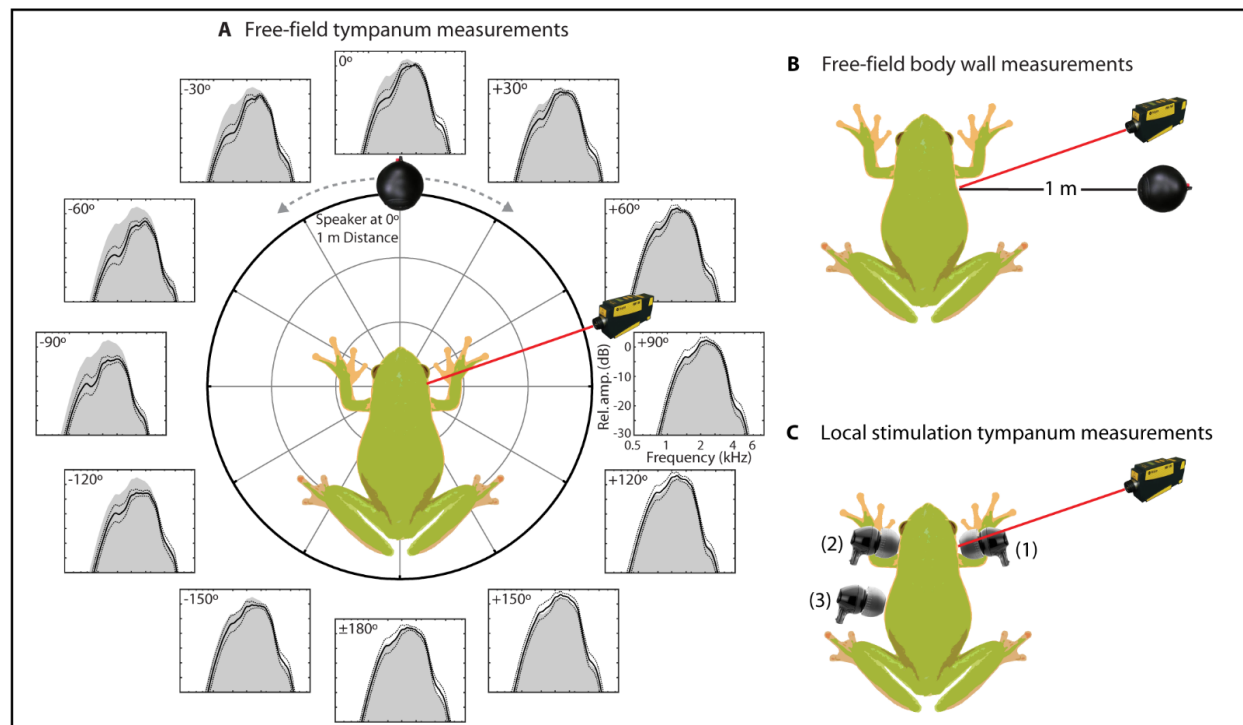 A Free-field tympanum measurements
0º
-30º
+30º
-60º
+60º
Speaker at 0º
1 m Distance
-90º
+90º
Rel.amp.(dB)
0
-10
-20
-30
0.5 1 2 4 6
Frequency (kHz)
-120º
+120º
-150º
±180º
+150º
B Free-field body wall measurements
1 m
C Local stimulation tympanum measurements
(2)
(1)
(3)